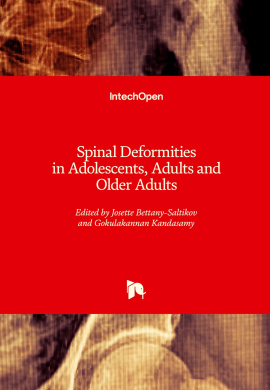 IntechOpen
Spinal Deformities
in Adolescents, Adults and
Older Adults
Edited by Josette Bettany-Saltikov
and Gokulakannan Kandasamy